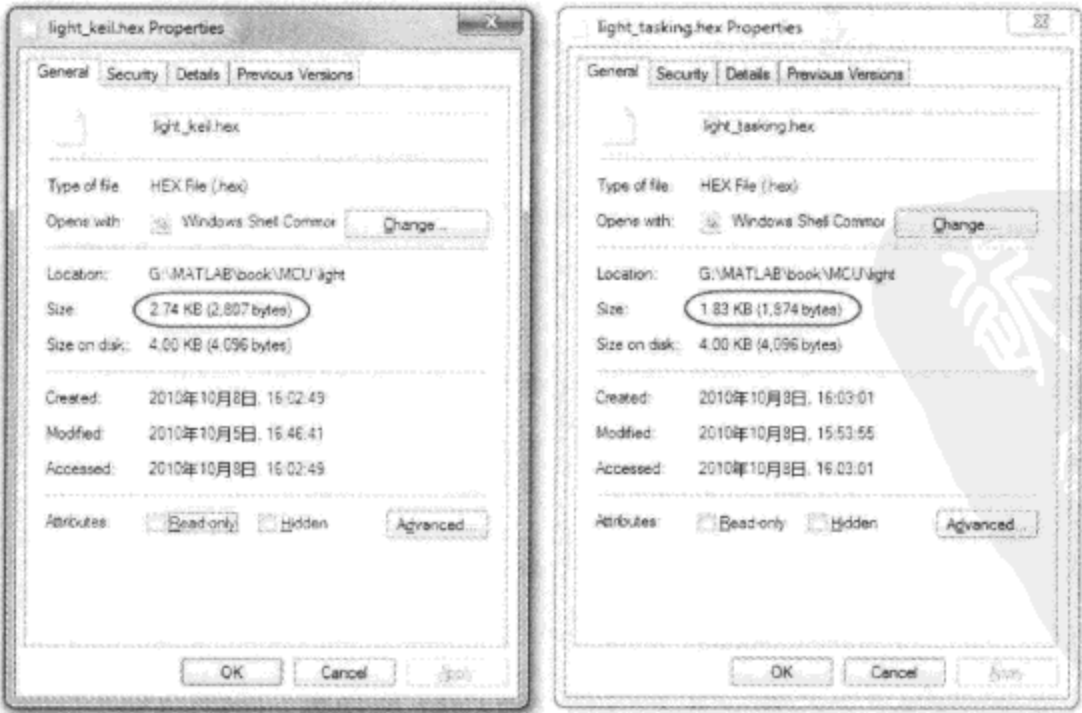 light_keil.hex Properties
General Security Details Previous Versions
light_keil.hex
Type of file: HEX File (.hex)
Opens with: Windows Shell Commor Change...
Location: G:\MATLAB\book\MCU\light
Size: 2.74 KB (2,807 bytes)
Size on disk: 4.00 KB (4,096 bytes)
Created: 2010年10月8日, 16:02:49
Modified: 2010年10月5日, 16:46:41
Accessed: 2010年10月8日, 16:02:49
Attributes: Read-only Hidden Advanced...
OK Cancel Apply
light_tasking.hex Properties
General Security Details Previous Versions
light_tasking.hex
Type of file: HEX File (.hex)
Opens with: Windows Shell Commor Change...
Location: G:\MATLAB\book\MCU\light
Size: 1.83 KB (1,874 bytes)
Size on disk: 4.00 KB (4,096 bytes)
Created: 2010年10月8日, 16:03:01
Modified: 2010年10月8日, 15:53:55
Accessed: 2010年10月8日, 16:03:01
Attributes: Read-only Hidden Advanced...
OK Cancel Apply